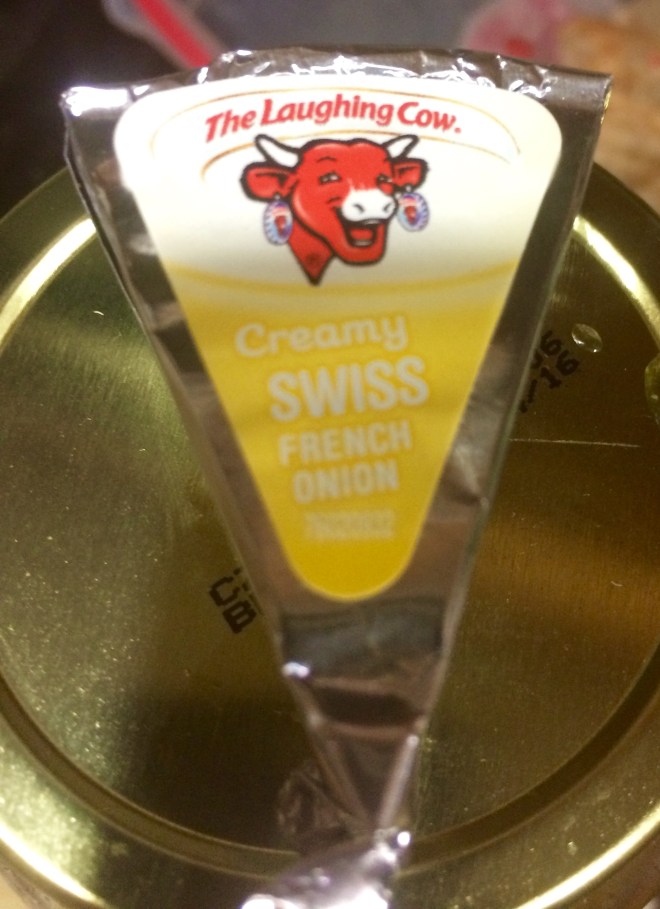 The Laughing Cow.
Creamy
SWISS
FRENCH
ONION